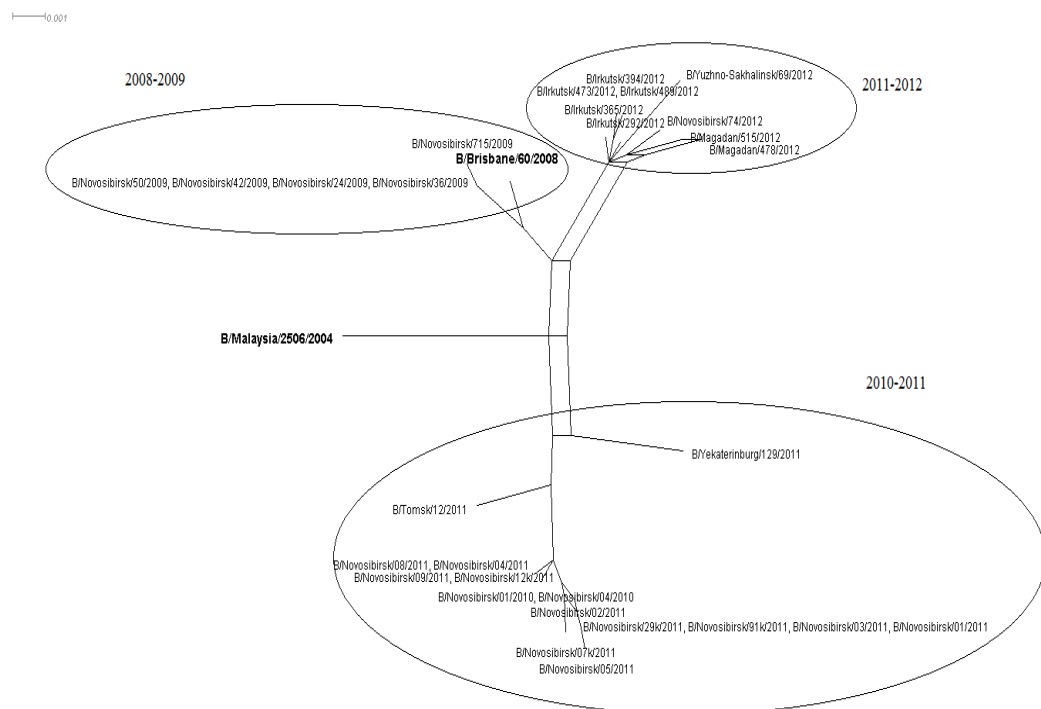 0.001
2008-2009
B/Irkutsk/394/2012
B/Yuzhno-Sakhalinsk/69/2012
2011-2012
B/Irkutsk/473/2012, B/Irkutsk/489/2012
B/Irkutsk/365/2012
B/Irkutsk/292/2012
B/Novosibirsk/74/2012
B/Magadan/515/2012
B/Magadan/478/2012
B/Novosibirsk/715/2009
B/Brisbane/60/2008
B/Novosibirsk/50/2009, B/Novosibirsk/42/2009, B/Novosibirsk/24/2009, B/Novosibirsk/36/2009
B/Malaysia/2506/2004
2010-2011
B/Yekaterinburg/129/2011
B/Tomsk/12/2011
B/Novosibirsk/08/2011, B/Novosibirsk/04/2011
B/Novosibirsk/09/2011, B/Novosibirsk/12k/2011
B/Novosibirsk/01/2010, B/Novosibirsk/04/2010
B/Novosibirsk/02/2011
B/Novosibirsk/29k/2011, B/Novosibirsk/91k/2011, B/Novosibirsk/03/2011, B/Novosibirsk/01/2011
B/Novosibirsk/07k/2011
B/Novosibirsk/05/2011